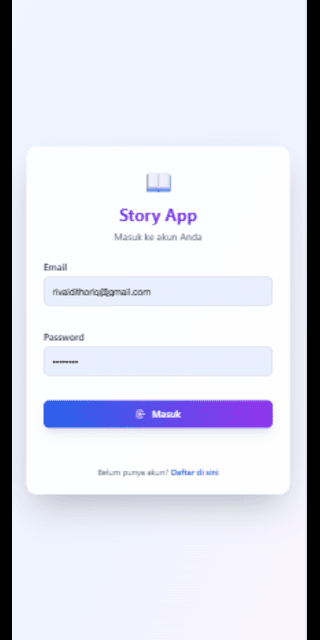 Story App
Masuk ke akun Anda
Email
rivaldithoriq@gmail.com
Password
••••••••
Masuk
Belum punya akun? Daftar di sini